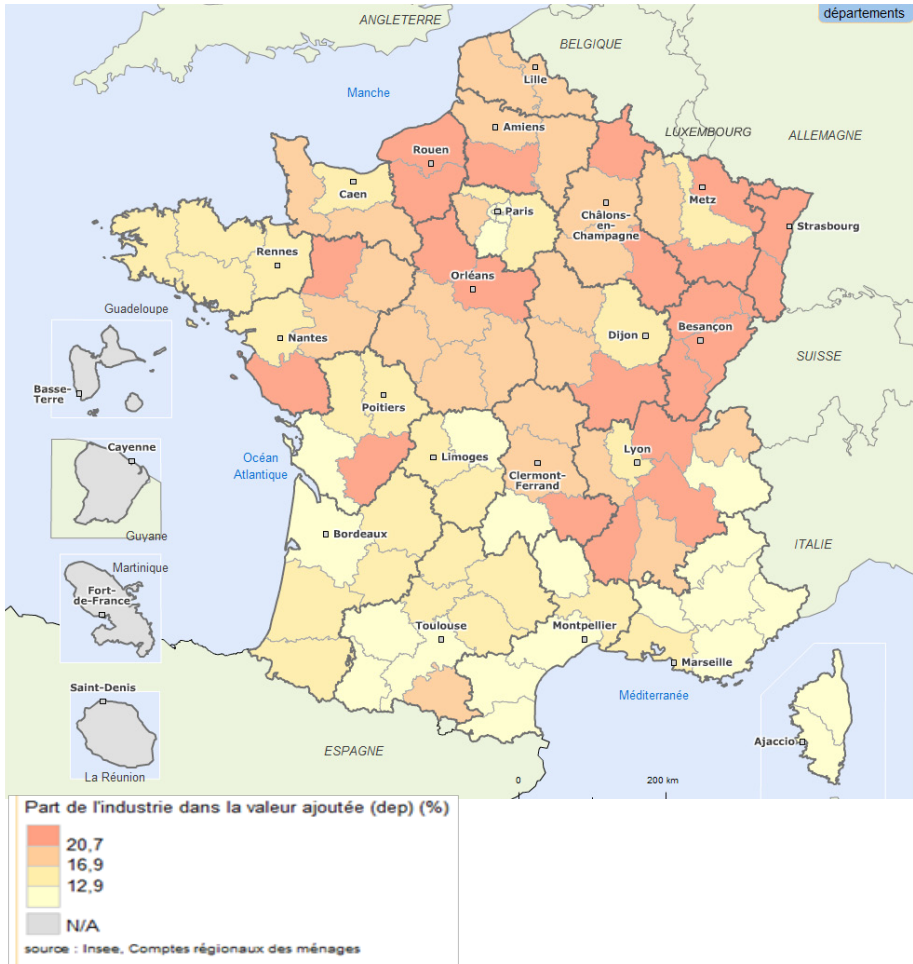 départements
ANGLETERRE
BELGIQUE
Lille
Manche
Amiens
LUXEMBOURG
ALLEMAGNE
Rouen
Caen
Paris
Metz
Châlons-
en-
Champagne
Strasbourg
Rennes
Orléans
Guadeloupe
Nantes
Dijon
Besançon
SUISSE
Basse-
Terre
Poitiers
Cayenne
Océan
Atlantique
Limoges
Clermont-
Ferrand
Lyon
Bordeaux
Guyane
ITALIE
Martinique
Fort-
de-France
Toulouse
Montpellier
Marseille
Saint-Denis
Méditerranée
Ajaccio
La Réunion
ESPAGNE
0
200 km
Part de l'industrie dans la valeur ajoutée (dep) (%)
20,7
16,9
12,9
N/A
source : Insee, Comptes régionaux des ménages